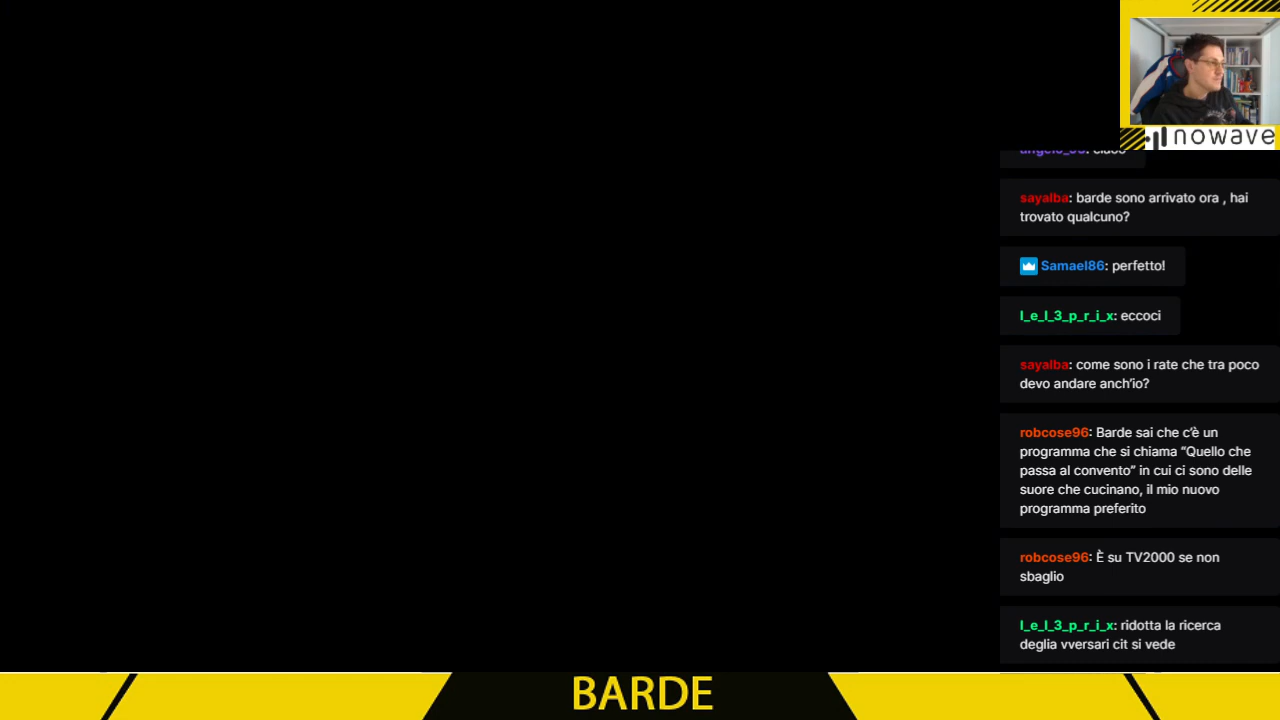 nowave
sayalba: barde sono arrivato ora , hai
trovato qualcuno?
Samael86: perfetto!
l_e_l_3_p_r_i_x: eccoci
sayalba: come sono i rate che tra poco
devo andare anch'io?
robcose96: Barde sai che c'è un
programma che si chiama “Quello che
passa al convento” in cui ci sono delle
suore che cucinano, il mio nuovo
programma preferito
robcose96: È su TV2000 se non
sbaglio
l_e_l_3_p_r_i_x: ridotta la ricerca
deglia vversari cit si vede
BARDE